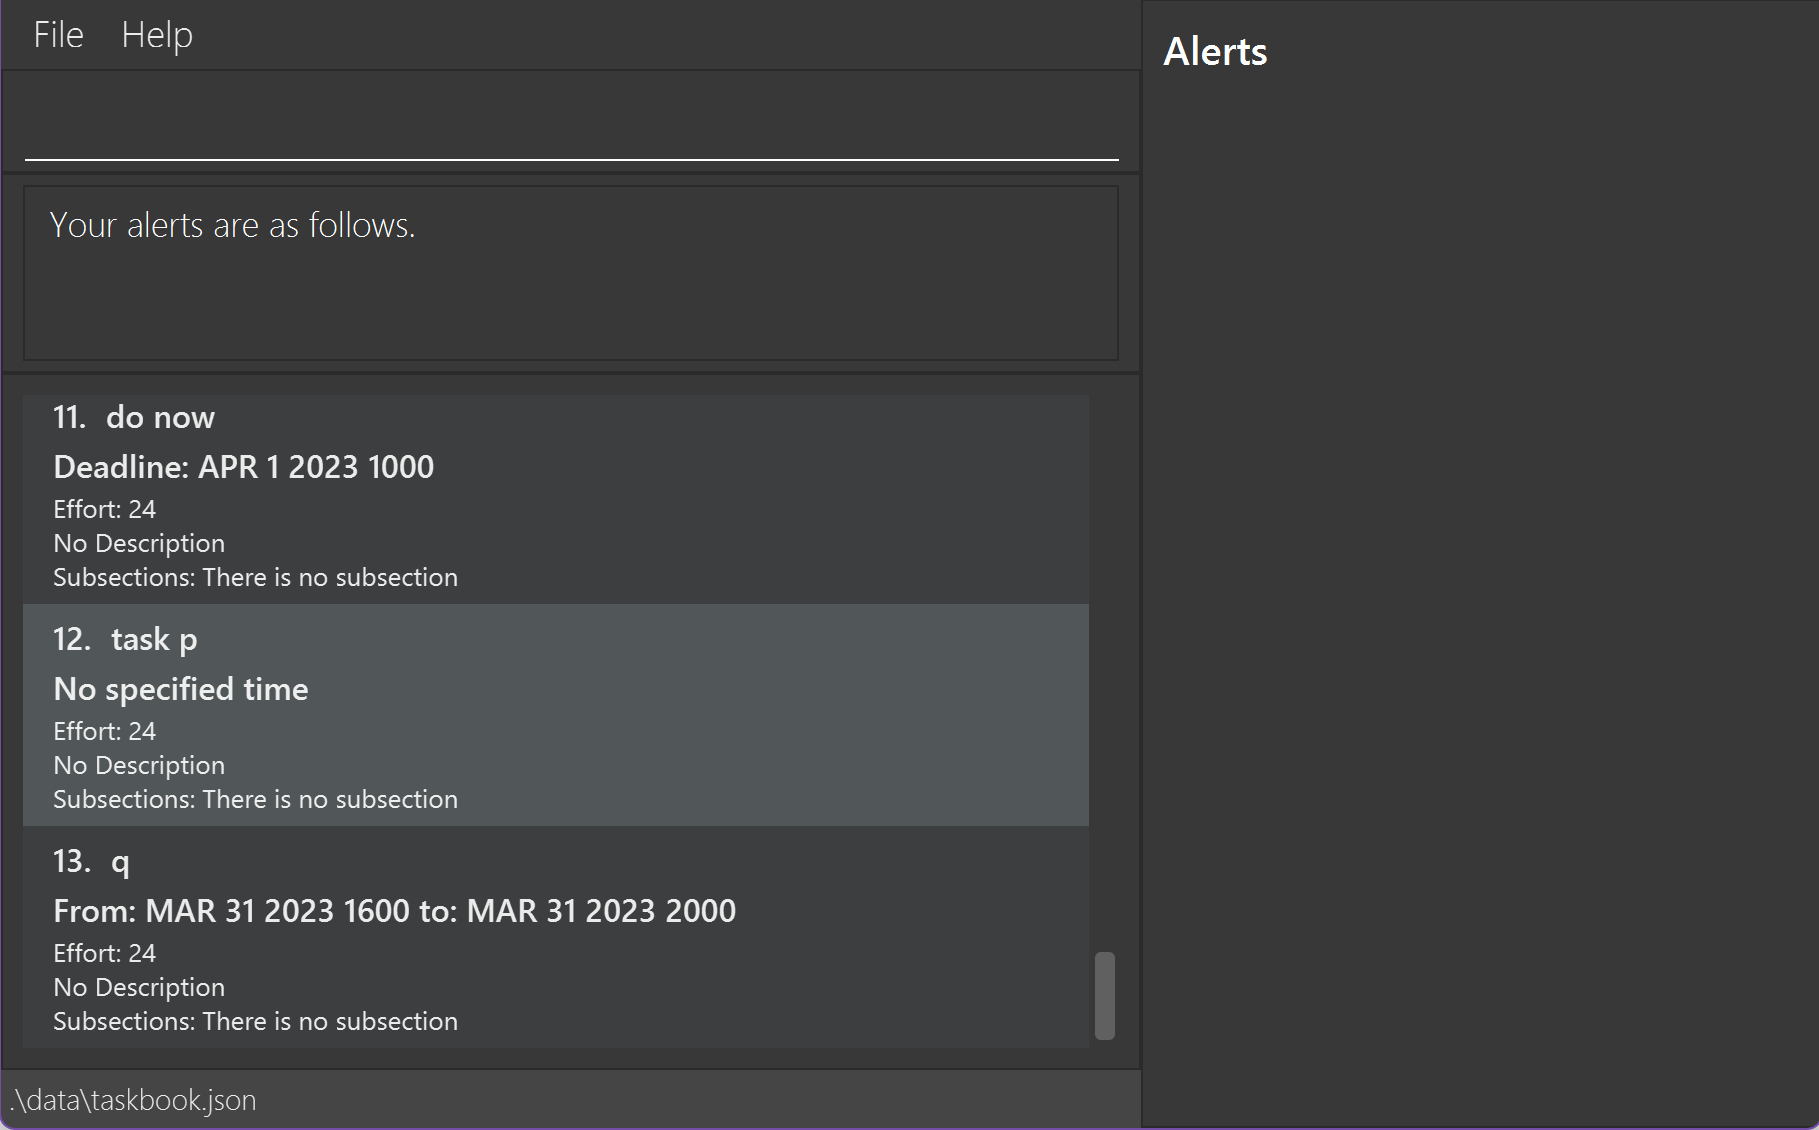 File Help
Your alerts are as follows.
11. do now
Deadline: APR 1 2023 1000
Effort: 24
No Description
Subsections: There is no subsection
12. task p
No specified time
Effort: 24
No Description
Subsections: There is no subsection
13. q
From: MAR 31 2023 1600 to: MAR 31 2023 2000
Effort: 24
No Description
Subsections: There is no subsection
.\data\taskbook.json
Alerts